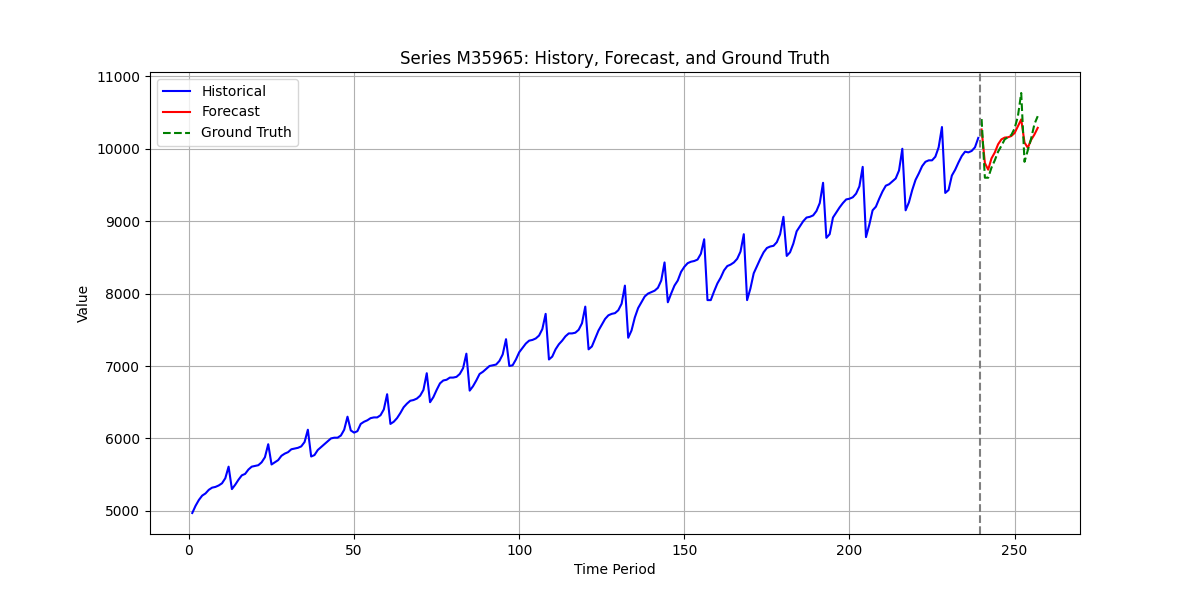 Series M35965: History, Forecast, and Ground Truth
11000
10000
9000
8000
7000
6000
5000
Value
Historical
Forecast
Ground Truth
0 50 100 150 200 250
Time Period